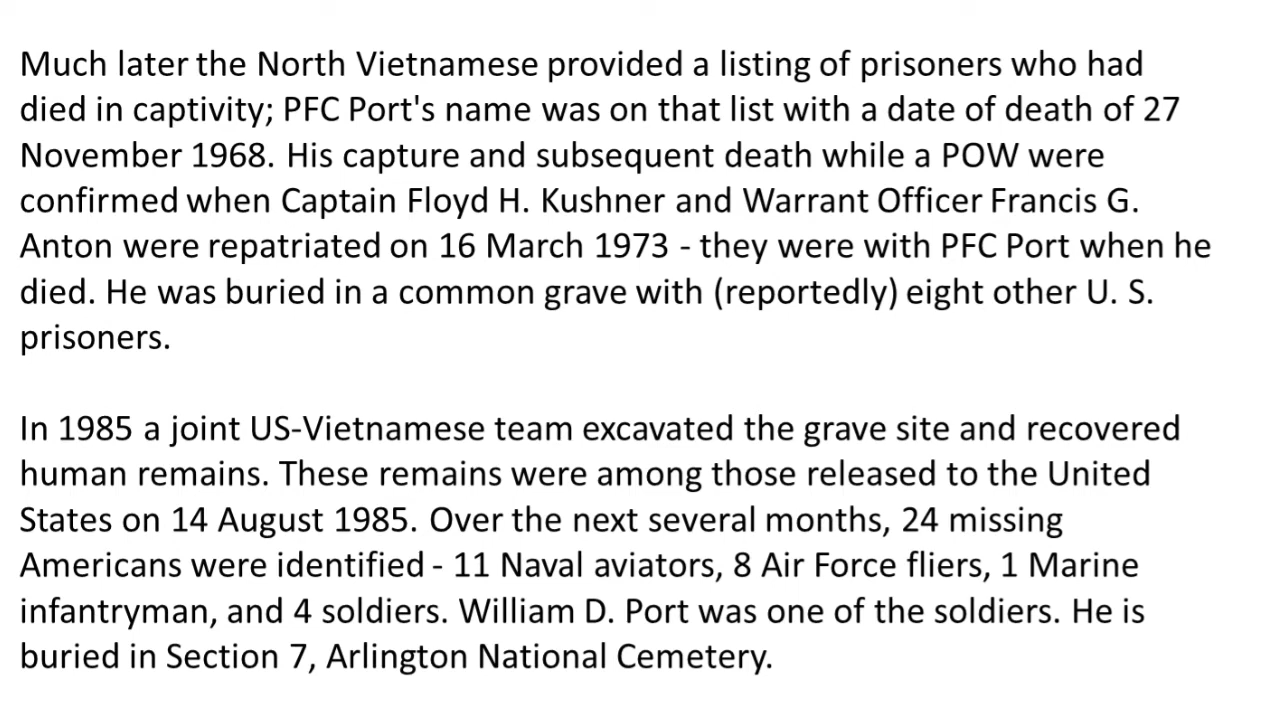 Much later the North Vietnamese provided a listing of prisoners who had
died in captivity; PFC Port's name was on that list with a date of death of 27
November 1968. His capture and subsequent death while a POW were
confirmed when Captain Floyd H. Kushner and Warrant Officer Francis G.
Anton were repatriated on 16 March 1973 - they were with PFC Port when he
died. He was buried in a common grave with (reportedly) eight other U. S.
prisoners.
In 1985 a joint US-Vietnamese team excavated the grave site and recovered
human remains. These remains were among those released to the United
States on 14 August 1985. Over the next several months, 24 missing
Americans were identified - 11 Naval aviators, 8 Air Force fliers, 1 Marine
infantryman, and 4 soldiers. William D. Port was one of the soldiers. He is
buried in Section 7, Arlington National Cemetery.